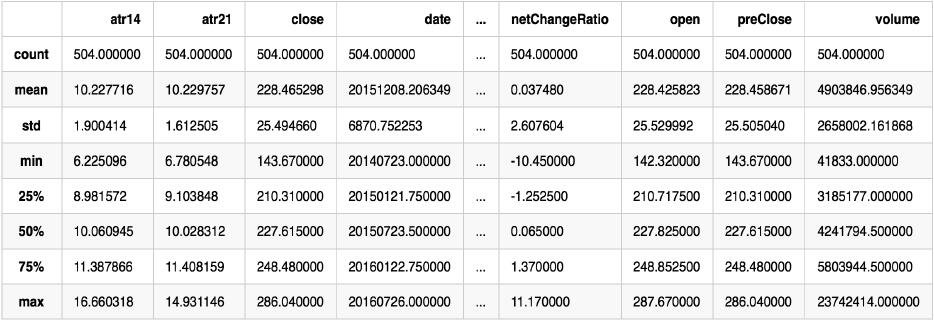 atr14 atr21 close date ... netChangeRatio open preClose volume
count 504.000000 504.000000 504.000000 504.000000 ... 504.000000 504.000000 504.000000 504.000000
mean 10.227716 10.229757 228.465298 20151208.206349 ... 0.037480 228.425823 228.458671 4903846.956349
std 1.900414 1.612505 25.494660 6870.752253 ... 2.607604 25.529992 25.505040 2658002.161868
min 6.225096 6.780548 143.670000 20140723.000000 ... -10.450000 142.320000 143.670000 41833.000000
25% 8.981572 9.103848 210.310000 20150121.750000 ... -1.252500 210.717500 210.310000 3185177.000000
50% 10.060945 10.028312 227.615000 20150723.500000 ... 0.065000 227.825000 227.615000 4241794.500000
75% 11.387866 11.408159 248.480000 20160122.750000 ... 1.370000 248.852500 248.480000 5803944.500000
max 16.660318 14.931146 286.040000 20160726.000000 ... 11.170000 287.670000 286.040000 23742414.000000